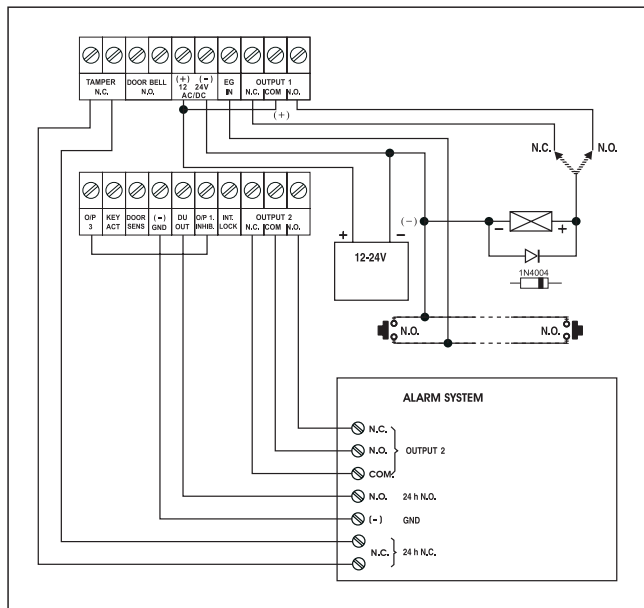 TAMPER N.C.
DOOR BELL N.O.
(+) (-)
12 24V
AC/DC
EG IN
OUTPUT 1
N.C. COM N.O.
(+)
N.C.
N.O.
O/P 3
KEY ACT
DOOR SENS
(-) GND
DU OUT
O/P 1. INHIB.
INT. LOCK
OUTPUT 2
N.C. COM N.O.
(-)
- +
+ -
12-24V
1N4004
N.O.
N.O.
ALARM SYSTEM
N.C.
N.O.
OUTPUT 2
COM.
N.O. 24 h N.O.
(-) GND
N.C. 24 h N.C.